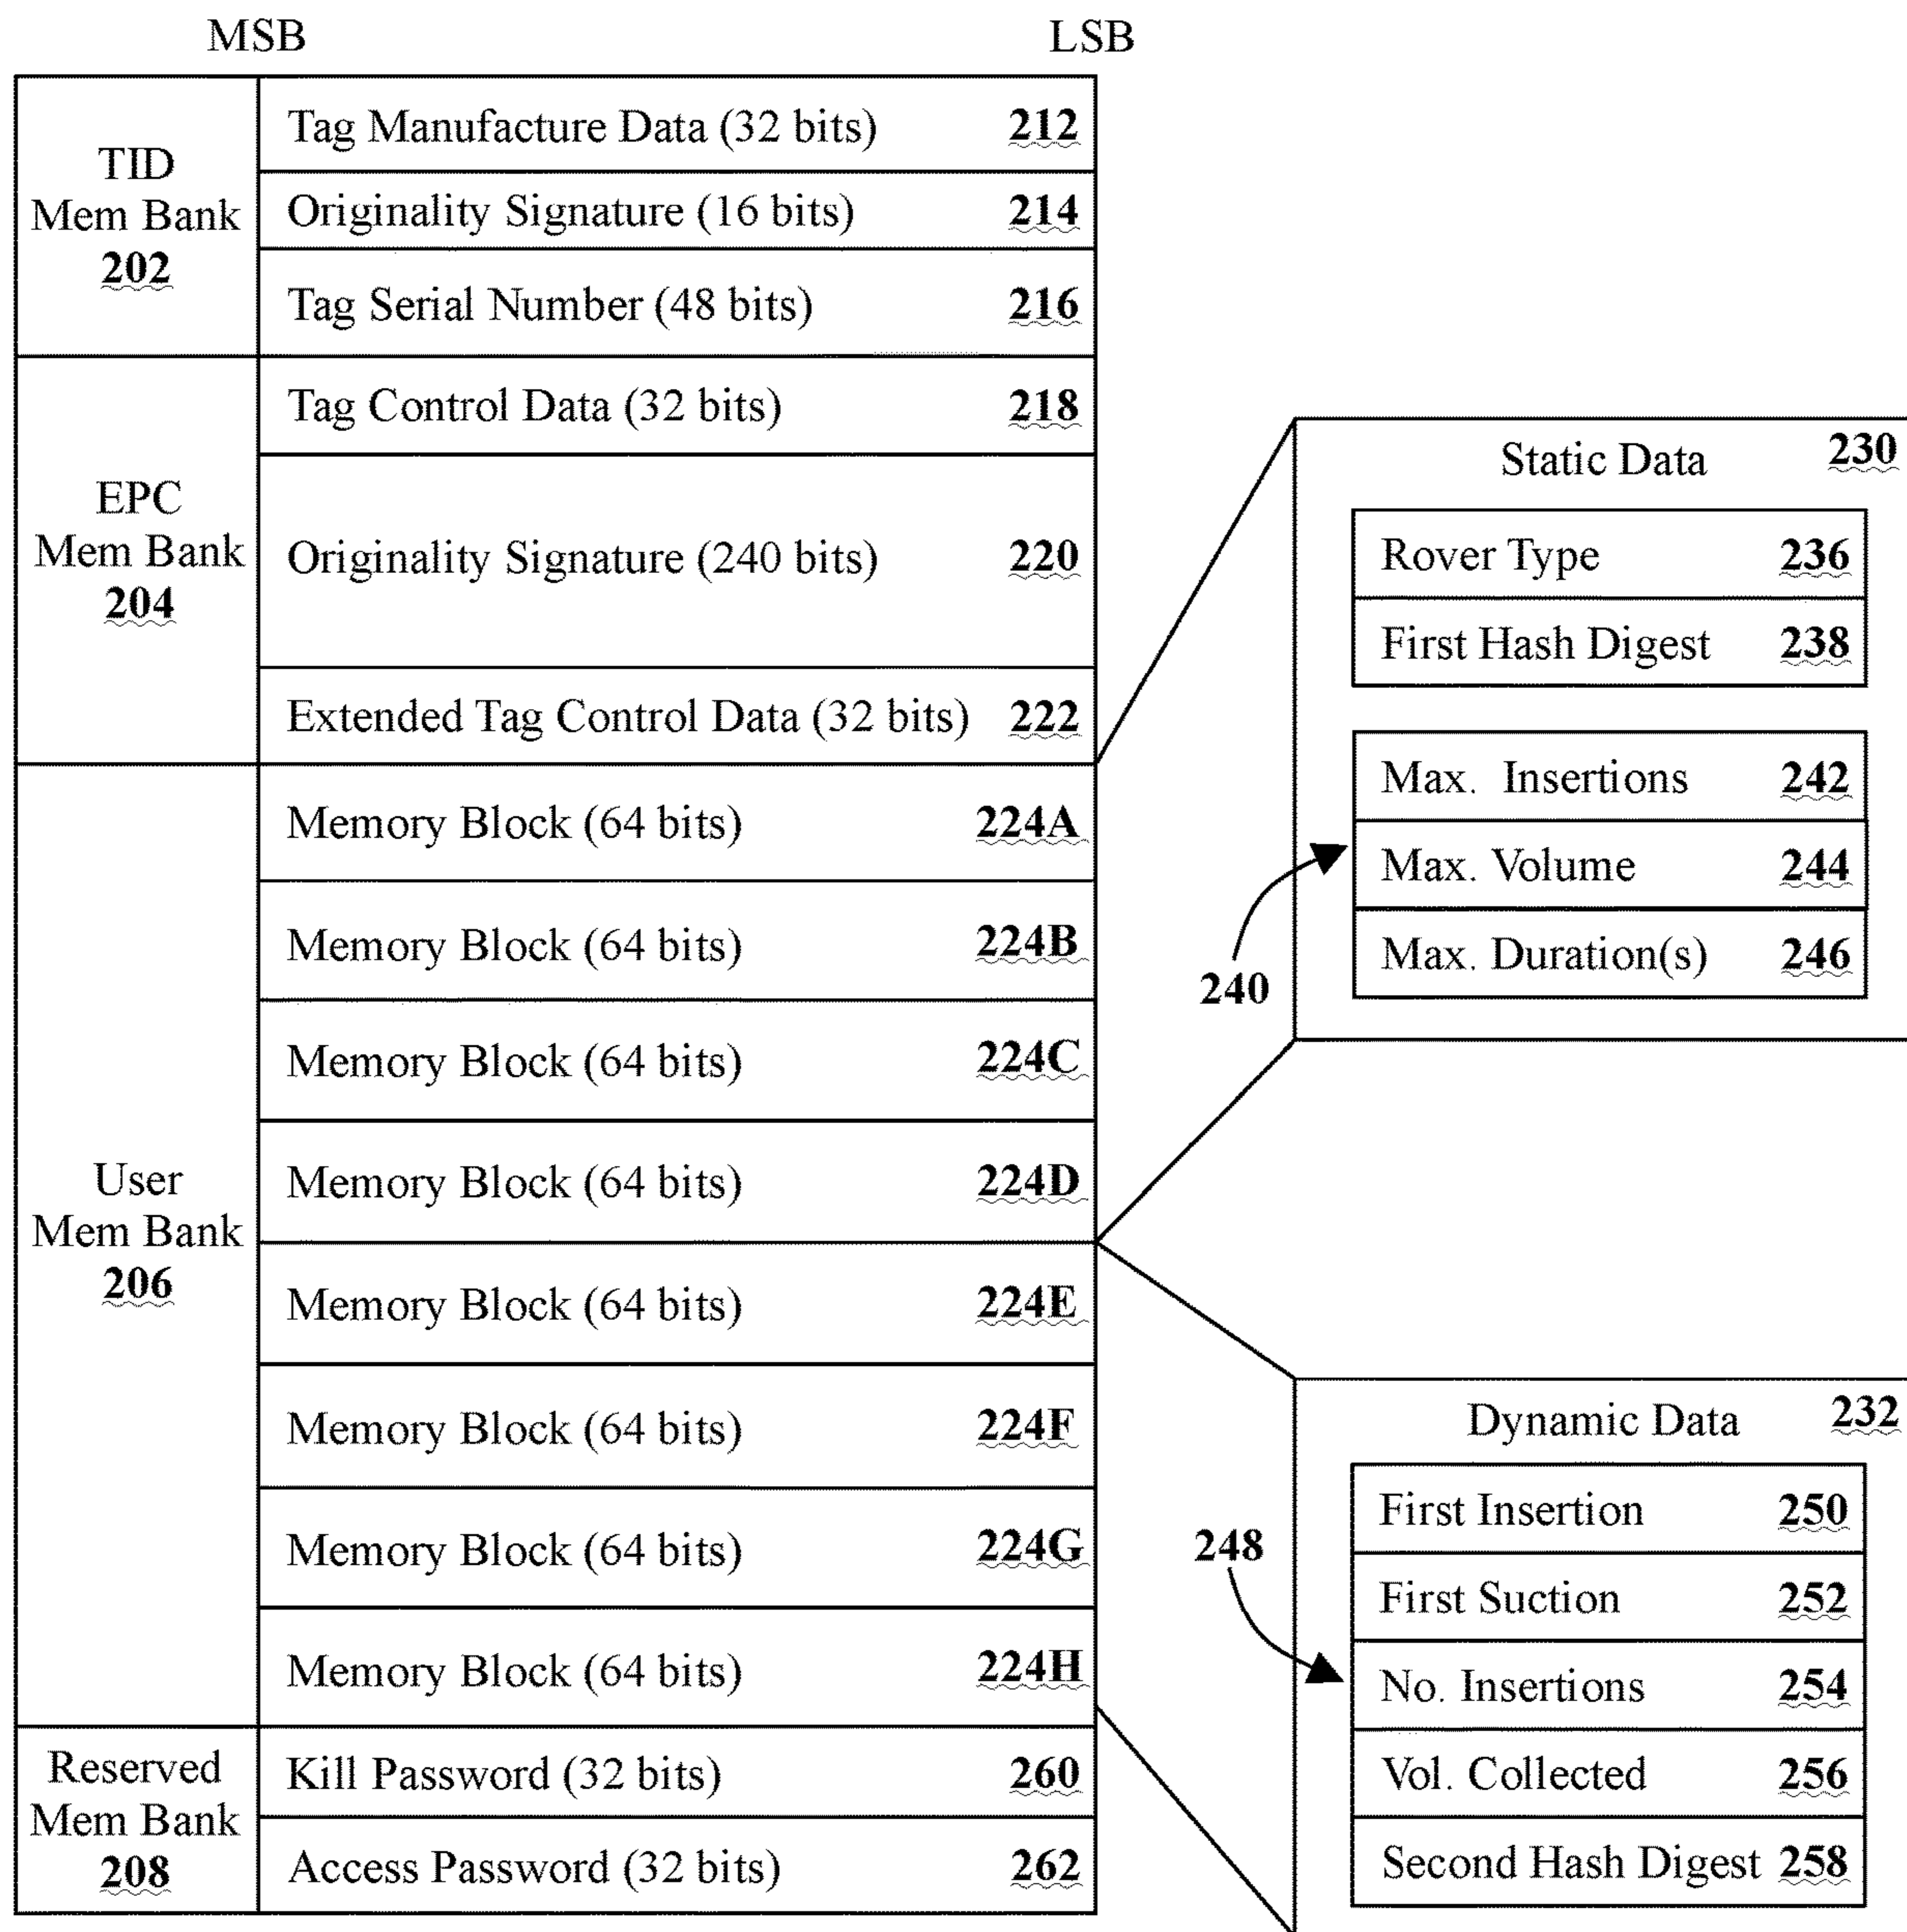 MSB LSB
TID
Mem Bank
202
Tag Manufacture Data (32 bits) 212
Originality Signature (16 bits) 214
Tag Serial Number (48 bits) 216
EPC
Mem Bank
204
Tag Control Data (32 bits) 218
Originality Signature (240 bits) 220
Extended Tag Control Data (32 bits) 222
User
Mem Bank
206
Memory Block (64 bits) 224A
Memory Block (64 bits) 224B
Memory Block (64 bits) 224C
Memory Block (64 bits) 224D
Memory Block (64 bits) 224E
Memory Block (64 bits) 224F
Memory Block (64 bits) 224G
Memory Block (64 bits) 224H
Reserved
Mem Bank
208
Kill Password (32 bits) 260
Access Password (32 bits) 262
Static Data 230
Rover Type 236
First Hash Digest 238
240
Max. Insertions 242
Max. Volume 244
Max. Duration(s) 246
Dynamic Data 232
248
First Insertion 250
First Suction 252
No. Insertions 254
Vol. Collected 256
Second Hash Digest 258